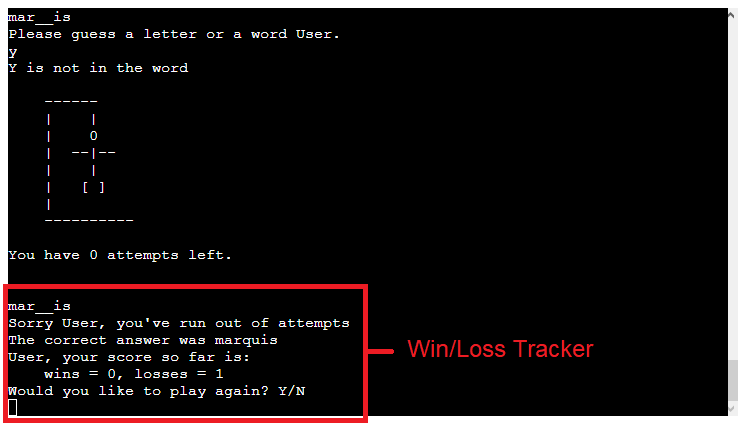 mar__is
Please guess a letter or a word User.
y
Y is not in the word
------
|    |
|    O
|  --|--
|    |
|   [ ]
|
----------
You have 0 attempts left.
mar__is
Sorry User, you've run out of attempts
The correct answer was marquis
User, your score so far is:
wins = 0, losses = 1
Would you like to play again? Y/N
Win/Loss Tracker